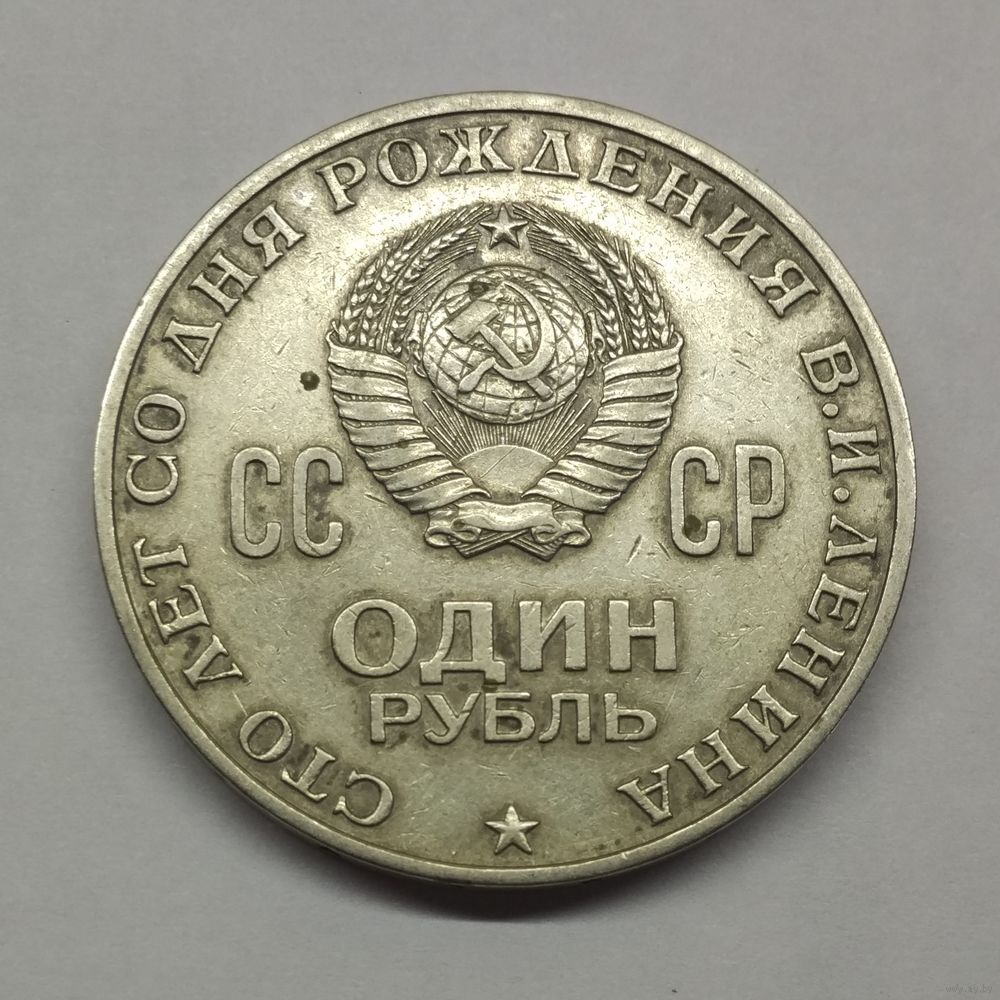 СТО ЛЕТ СО ДНЯ РОЖДЕНИЯ В.И.ЛЕНИНА
СС СР
ОДИН
РУБЛЬ